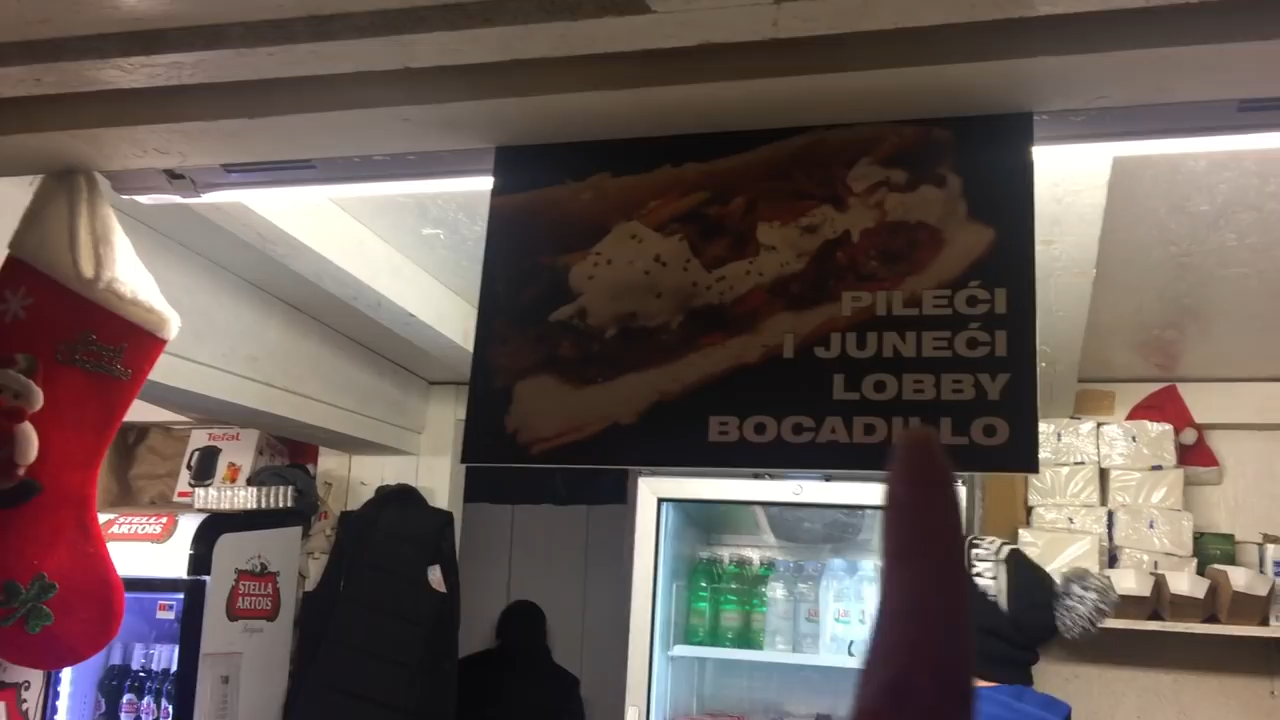 PILEĆI
I JUNEĆI
LOBBY
BOCADILLO
Tefal
STELLA
ARTOIS
STELLA
ARTOIS